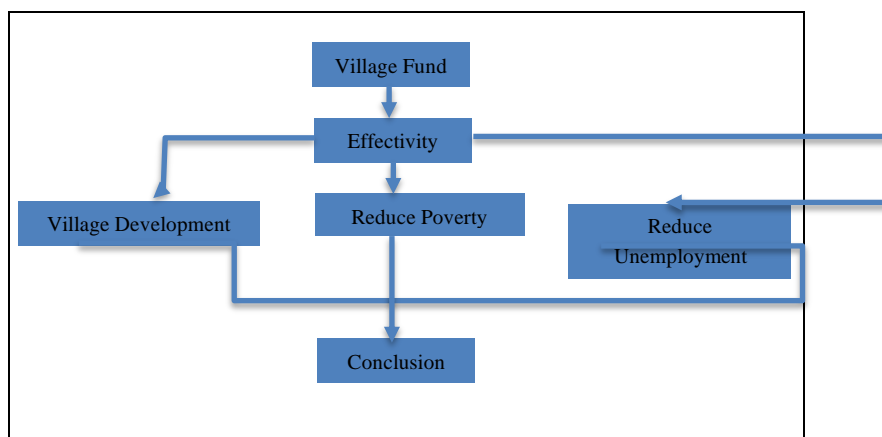 Village Fund
Effectivity
Village Development
Reduce Poverty
Reduce
Unemployment
Conclusion